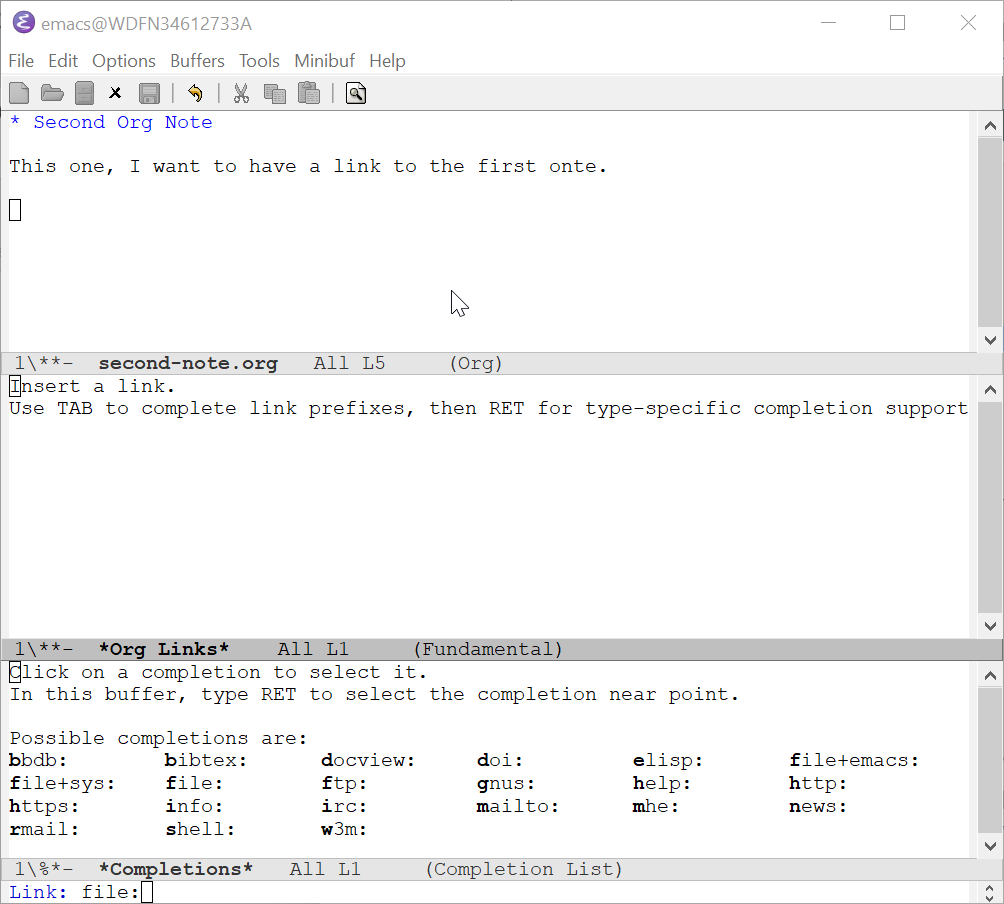 emacs@WDFN34612733A
File Edit Options Buffers Tools Minibuf Help
* Second Org Note
This one, I want to have a link to the first onte.
1\**-  second-note.org   All L5     (Org)
Insert a link.
Use TAB to complete link prefixes, then RET for type-specific completion support
1\**-  *Org Links*    All L1     (Fundamental)
Click on a completion to select it.
In this buffer, type RET to select the completion near point.
Possible completions are:
bbdb: bibtex: docview: doi: elisp: file+emacs:
file+sys: file: ftp: gnus: help: http:
https: info: irc: mailto: mhe: news:
rmail: shell: w3m:
1\%*-  *Completions*   All L1     (Completion List)
Link: file: